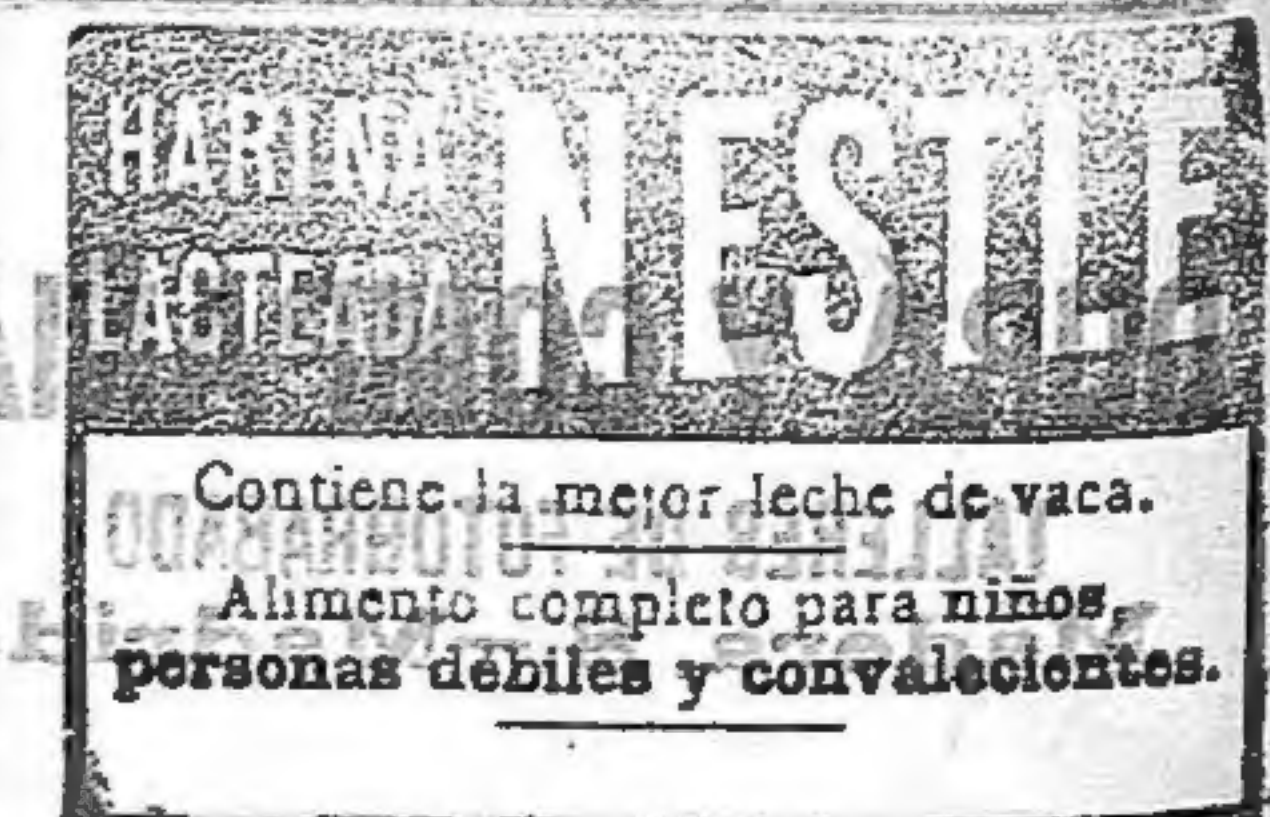 HARINA
LACTEADA
NESTLE
Contiene la mejor leche de vaca.
Alimento completo para niños,
personas débiles y convalecientes.